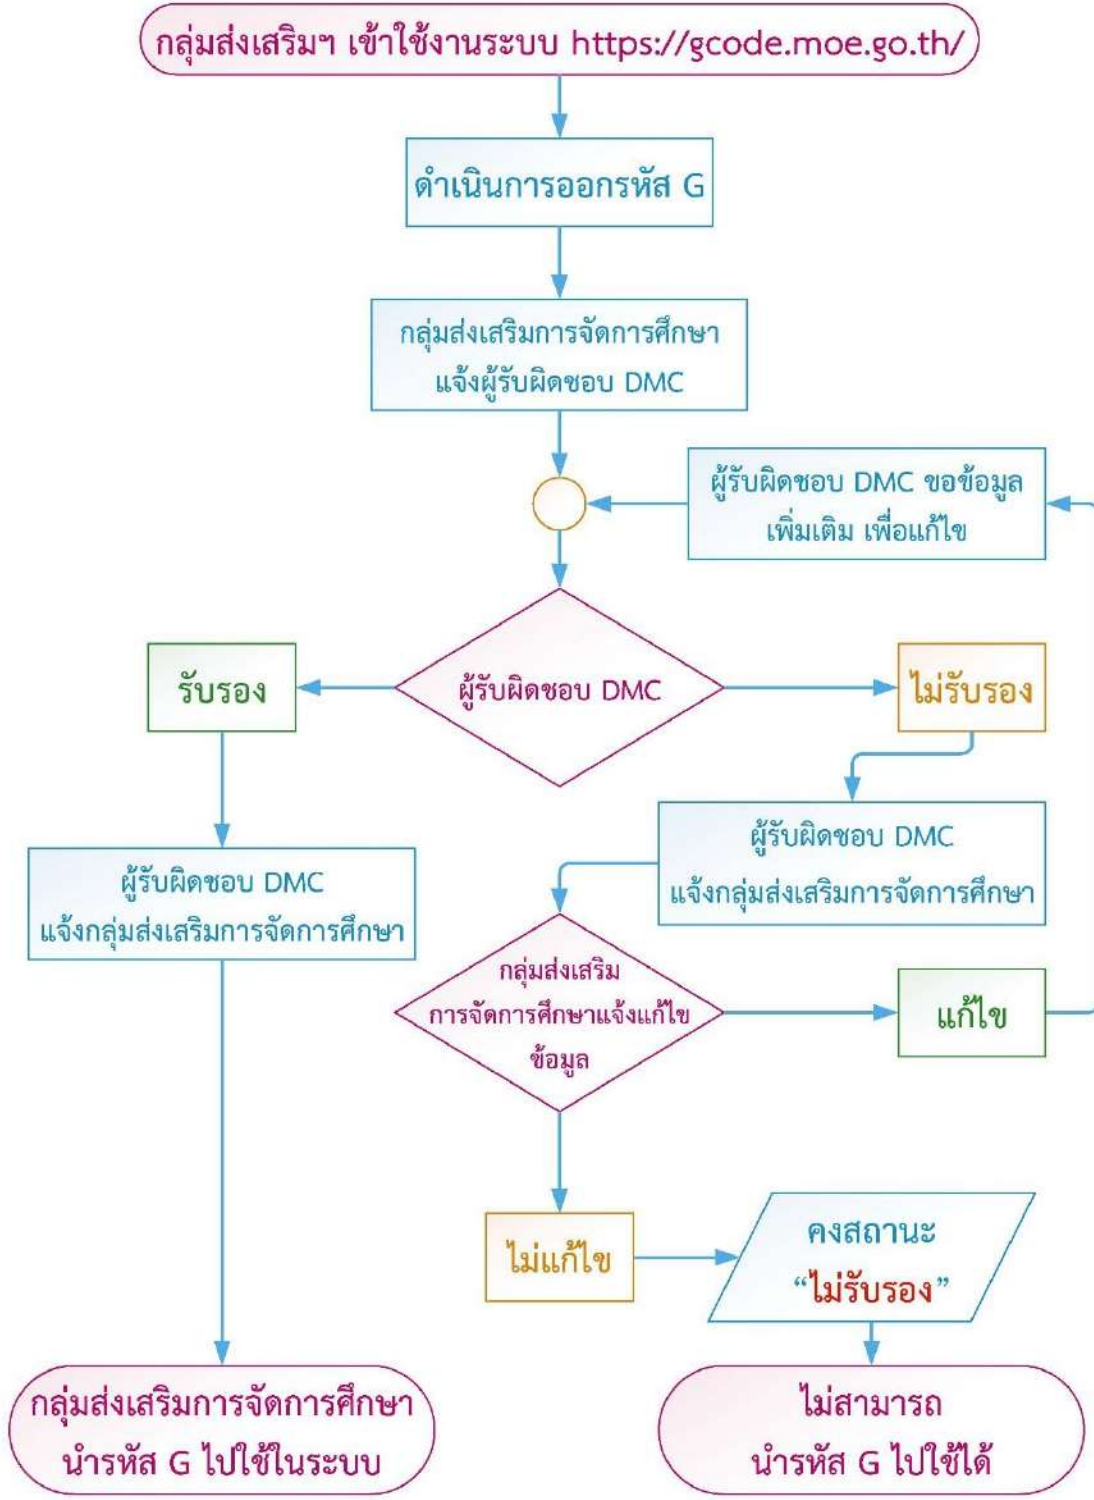 กลุ่มส่งเสริมฯ เข้าใช้งานระบบ https://gcode.moe.go.th/
ดำเนินการออกรหัส G
กลุ่มส่งเสริมการจัดการศึกษา
แจ้งผู้รับผิดชอบ DMC
ผู้รับผิดชอบ DMC ขอข้อมูล
เพิ่มเติม เพื่อแก้ไข
รับรอง
ผู้รับผิดชอบ DMC
ไม่รับรอง
ผู้รับผิดชอบ DMC
แจ้งกลุ่มส่งเสริมการจัดการศึกษา
ผู้รับผิดชอบ DMC
แจ้งกลุ่มส่งเสริมการจัดการศึกษา
กลุ่มส่งเสริม
การจัดการศึกษาแจ้งแก้ไข
ข้อมูล
แก้ไข
ไม่แก้ไข
คงสถานะ
“ไม่รับรอง”
กลุ่มส่งเสริมการจัดการศึกษา
นำรหัส G ไปใช้ในระบบ
ไม่สามารถ
นำรหัส G ไปใช้ได้